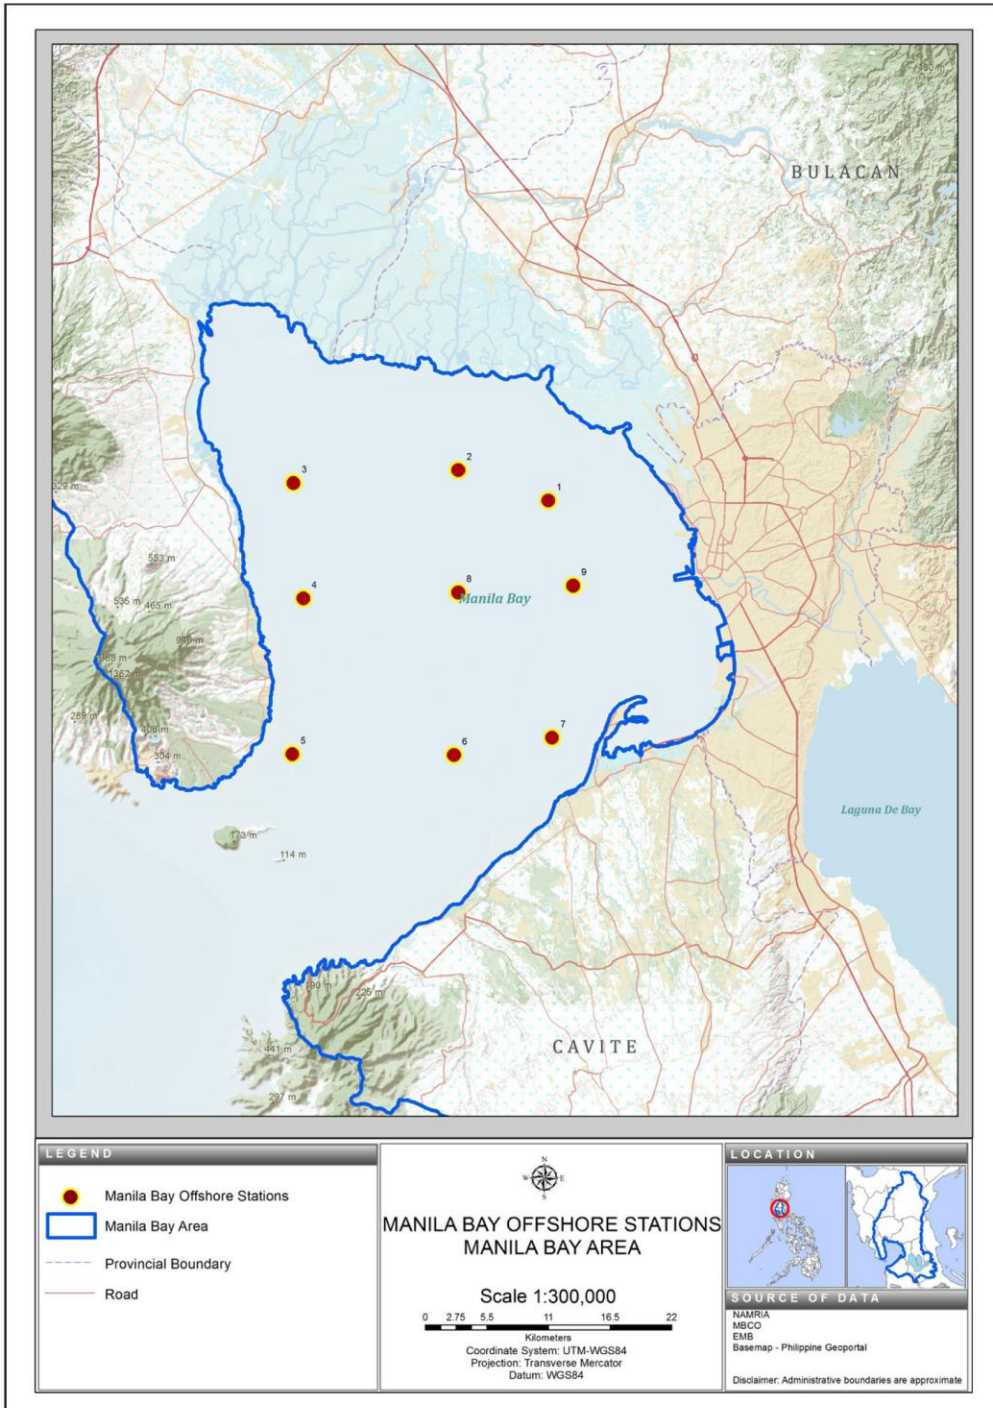 450 m
BULACAN
2
3
1
329 m
553 m
9
8
4
535 m
465 m
Manila Bay
1362 m
289 m
406 m
7
5
6
304 m
Laguna De Bay
173 m
114 m
190 m
225 m
CAVITE
441 m
297 m
LEGEND
Manila Bay Offshore Stations
Manila Bay Area
Provincial Boundary
Road
N
W E
S
MANILA BAY OFFSHORE STATIONS
MANILA BAY AREA
Scale 1:300,000
0 2.75 5.5 11 16.5 22
Kilometers
Coordinate System: UTM-WGS84
Projection: Transverse Mercator
Datum: WGS84
LOCATION
SOURCE OF DATA
NAMRIA
MBCO
EMB
Basemap - Philippine Geoportal
Disclaimer: Administrative boundaries are approximate